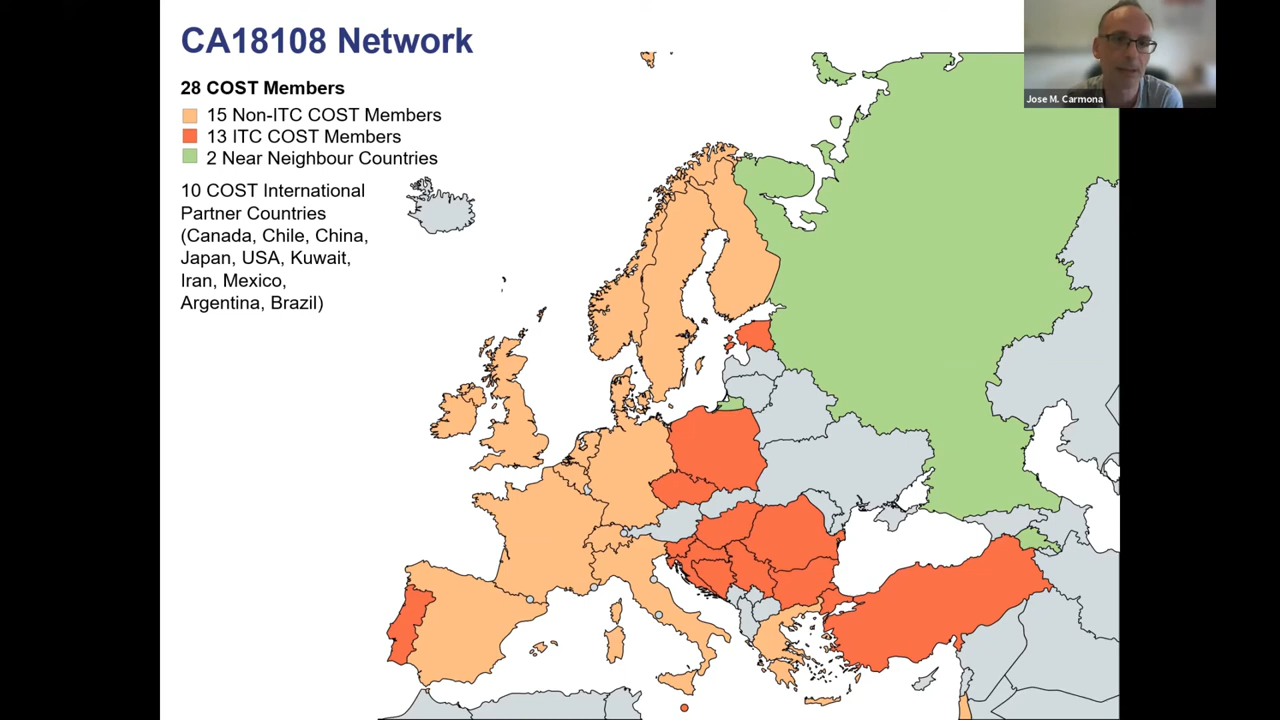 CA18108 Network
28 COST Members
15 Non-ITC COST Members
13 ITC COST Members
2 Near Neighbour Countries
10 COST International
Partner Countries
(Canada, Chile, China,
Japan, USA, Kuwait,
Iran, Mexico,
Argentina, Brazil)
Jose M. Carmona